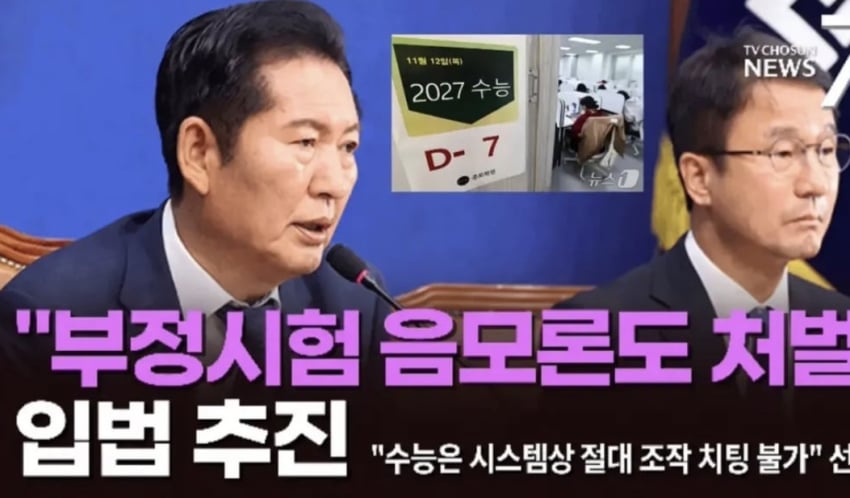 TV CHOSUN
NEWS
11월 12일(목)
2027 수능
D- 7
뉴스1
"부정시험 음모론도 처벌
입법 추진
"수능은 시스템상 절대 조작 치팅 불가" 선